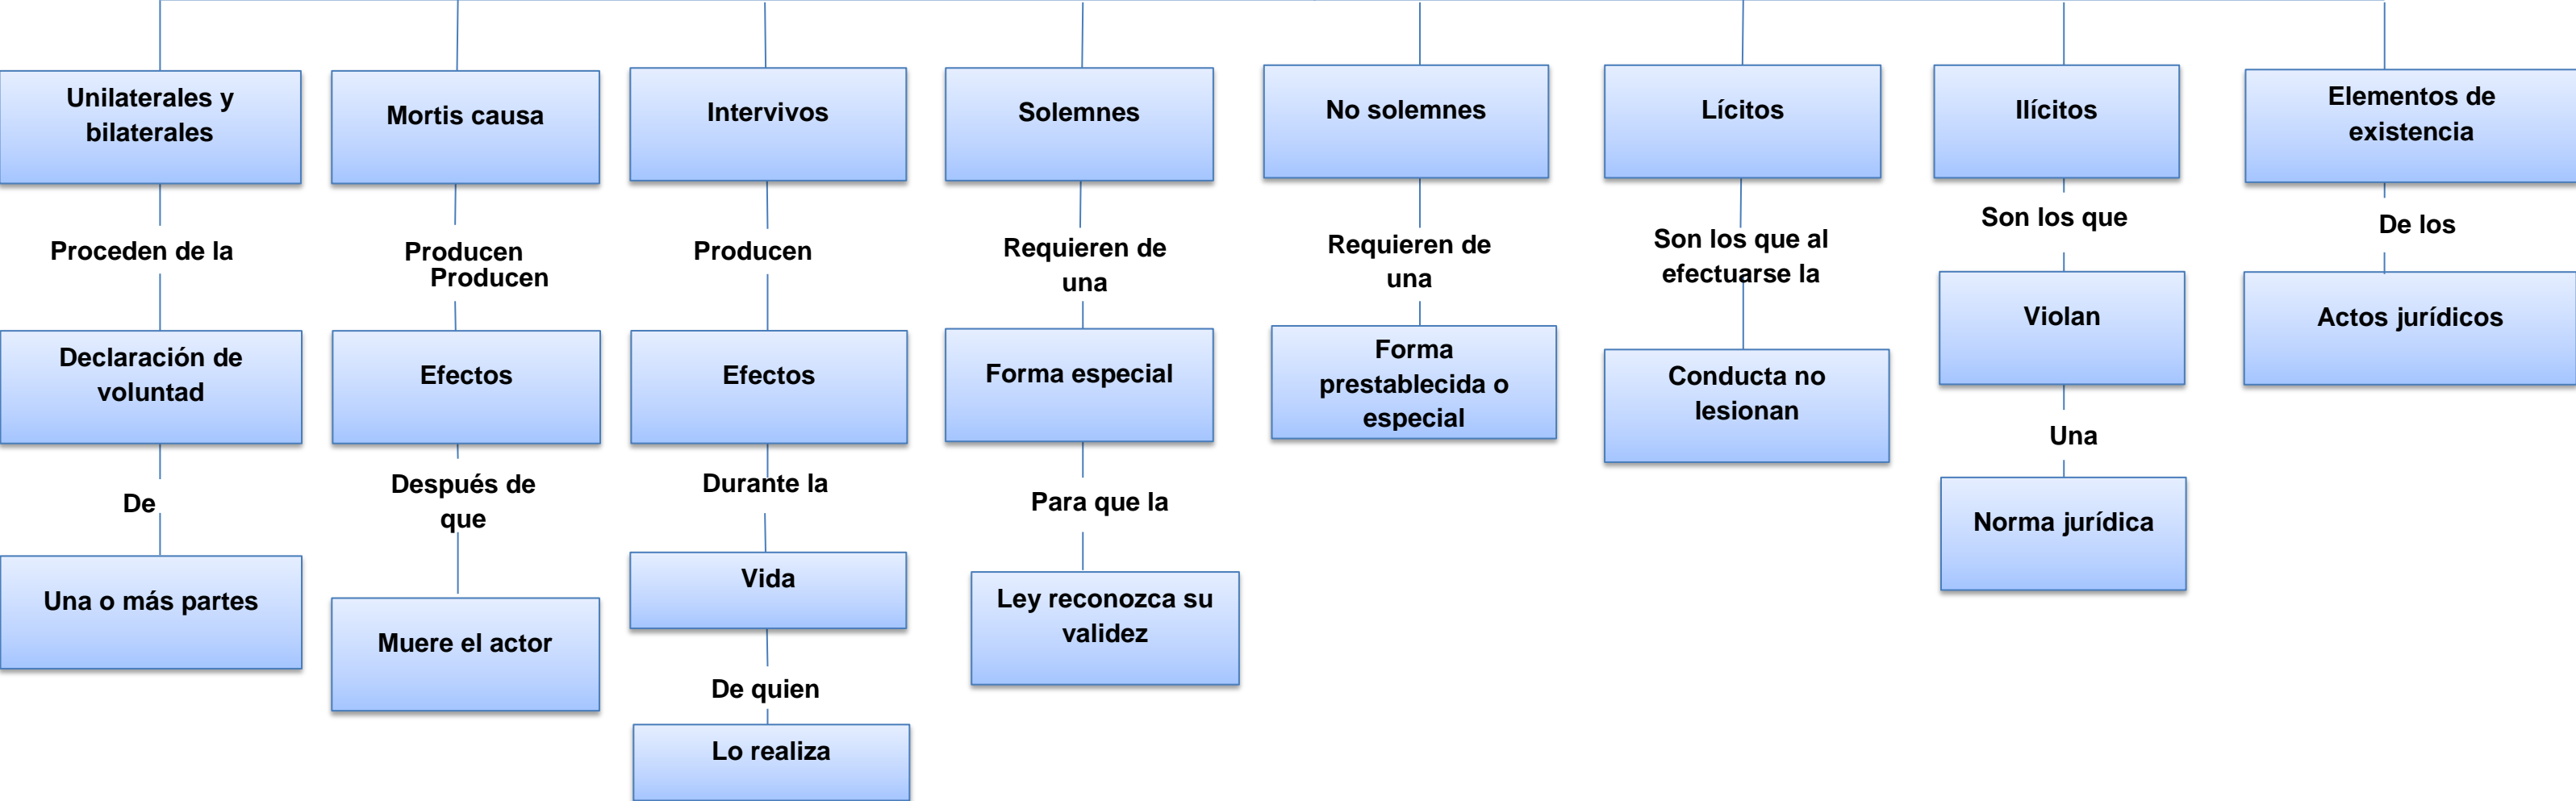 Unilaterales y
bilaterales
Proceden de la
Declaración de
voluntad
De
Una o más partes
Mortis causa
Producen
Producen
Efectos
Después de
que
Muere el actor
Intervivos
Producen
Efectos
Durante la
Vida
De quien
Lo realiza
Solemnes
Requieren de
una
Forma especial
Para que la
Ley reconozca su
validez
No solemnes
Requieren de
una
Forma
prestablecida o
especial
Lícitos
Son los que al
efectuarse la
Conducta no
lesionan
Ilícitos
Son los que
Violan
Una
Norma jurídica
Elementos de
existencia
De los
Actos jurídicos